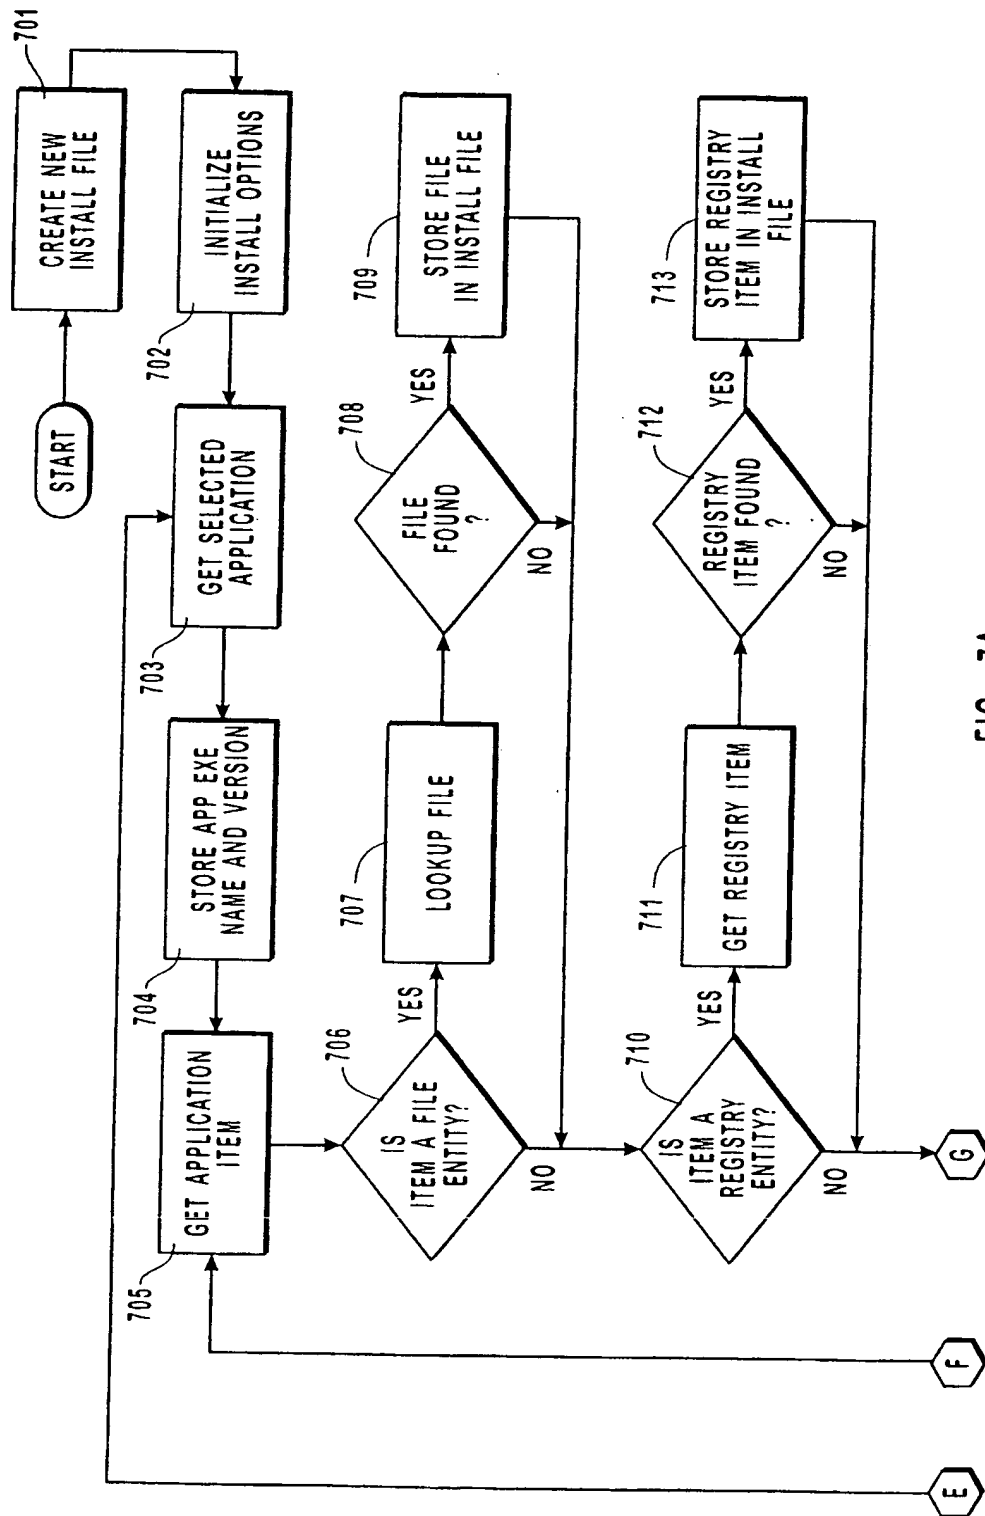 START
701
CREATE NEW
INSTALL FILE
702
INITIALIZE
INSTALL OPTIONS
703
GET SELECTED
APPLICATION
704
STORE APP EXE
NAME AND VERSION
705
GET APPLICATION
ITEM
706
IS
ITEM A FILE
ENTITY?
YES
NO
707
LOOKUP FILE
708
FILE
FOUND
?
YES
NO
709
STORE FILE
IN INSTALL FILE
710
IS
ITEM A
REGISTRY
ENTITY?
YES
NO
711
GET REGISTRY ITEM
712
REGISTRY
ITEM FOUND
?
YES
NO
713
STORE REGISTRY
ITEM IN INSTALL
FILE
E
F
G
FIG. 7A